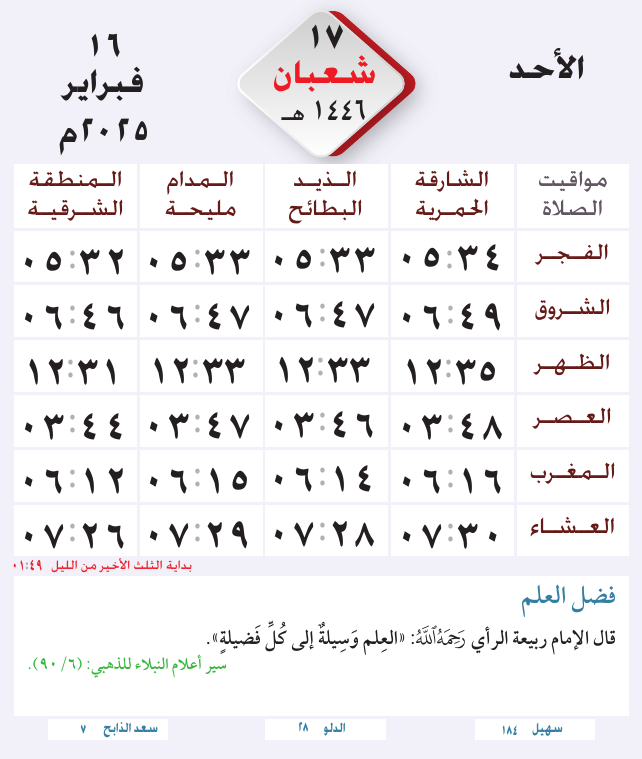 الأحد
١٧
شعبان
١٤٤٦ هـ
١٦
فبراير
٢٠٢٥م
مواقيت الصلاة | الشارقة الحمرية | الذيد البطائح | المدام مليحة | المنطقة الشرقية
الفجر ٠٥:٣٤ ٠٥:٣٣ ٠٥:٣٣ ٠٥:٣٢
الشروق ٠٦:٤٩ ٠٦:٤٧ ٠٦:٤٧ ٠٦:٤٦
الظهر ١٢:٣٥ ١٢:٣٣ ١٢:٣٣ ١٢:٣١
العصر ٠٣:٤٨ ٠٣:٤٦ ٠٣:٤٧ ٠٣:٤٤
المغرب ٠٦:١٦ ٠٦:١٤ ٠٦:١٥ ٠٦:١٢
العشاء ٠٧:٣٠ ٠٧:٢٨ ٠٧:٢٩ ٠٧:٢٦
بداية الثلث الأخير من الليل ٠١:٤٩
فضل العلم
قال الإمام ربيعة الرأي رَحِمَهُ اللَّهُ: «العِلم وَسِيلةٌ إلى كُلِّ فَضيلةٍ».
سير أعلام النبلاء للذهبي: (٦/ ٩٠).
سهيل ١٨٤
الدلو ٢٨
سعد الذابح ٧